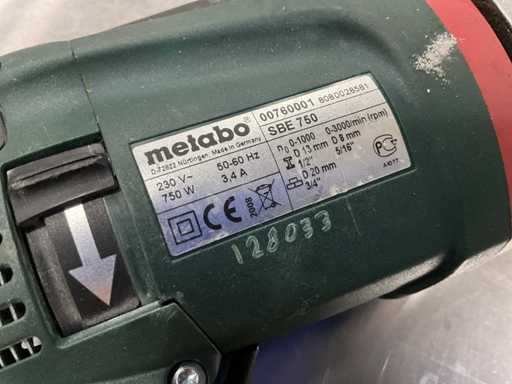 metabo
D-72622 Nürtingen, Made in Germany
00760001 8080028581
SBE 750
230 V~ 50-60 Hz
750 W 3,4 A
n₀ 0-1000 0-3000/min (rpm)
D 13 mm D 8 mm
1/2" 5/16"
D 20 mm
3/4"
CE
2008
128033